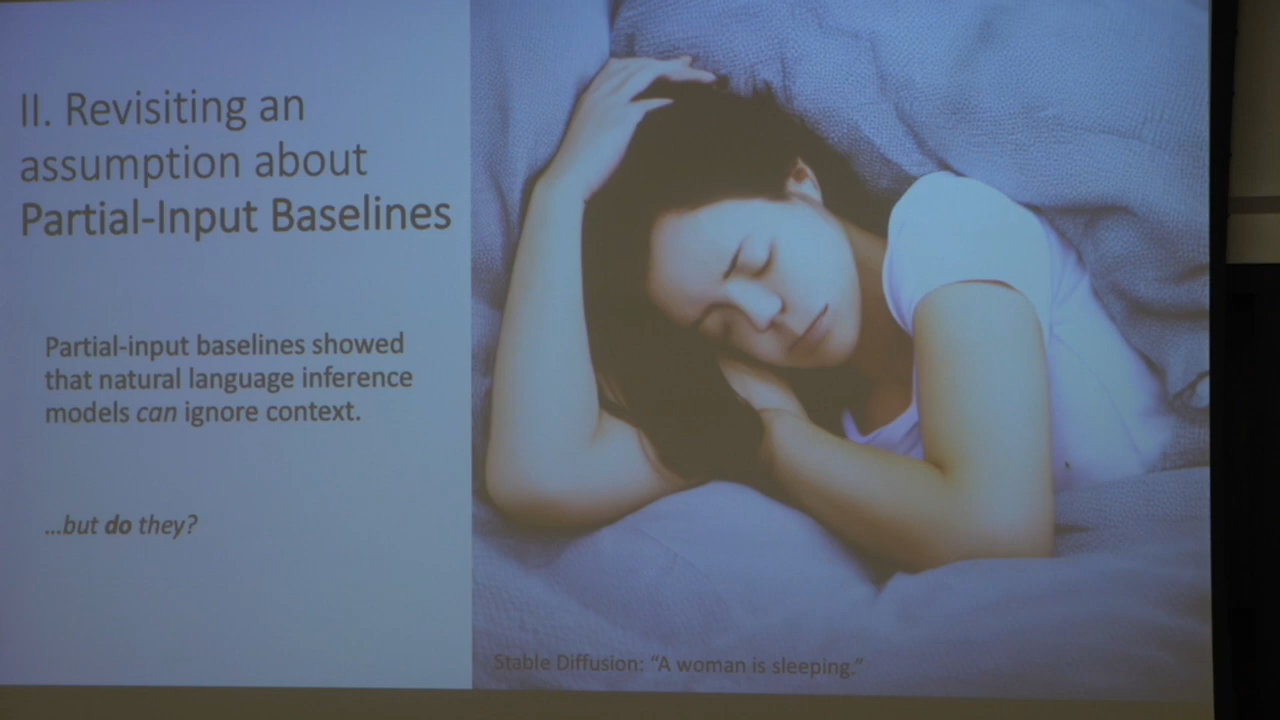 II. Revisiting an
assumption about
Partial-Input Baselines
Partial-input baselines showed
that natural language inference
models can ignore context.
...but do they?
Stable Diffusion: “A woman is sleeping.”